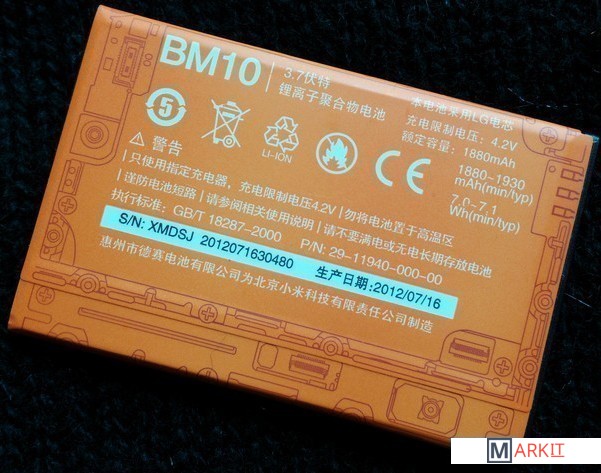 BM10
3.7伏特
锂离子聚合物电池
本电池采用LG电芯
充电限制电压：4.2V
额定容量：1880mAh
1880-1930
mAh(min/typ)
7.0-7.1
Wh(min/typ)
5
LI-ION
CE
警告
只使用指定充电器，充电限制电压4.2V | 勿将电池置于高温区
谨防电池短路 | 请参阅相关使用说明 | 请不要满电或无电长期存放电池
执行标准：GB/T 18287-2000 P/N: 29-11940-000-00
S/N: XMDSJ 2012071630480 生产日期:2012/07/16
惠州市德赛电池有限公司为北京小米科技有限责任公司制造
MARKIT